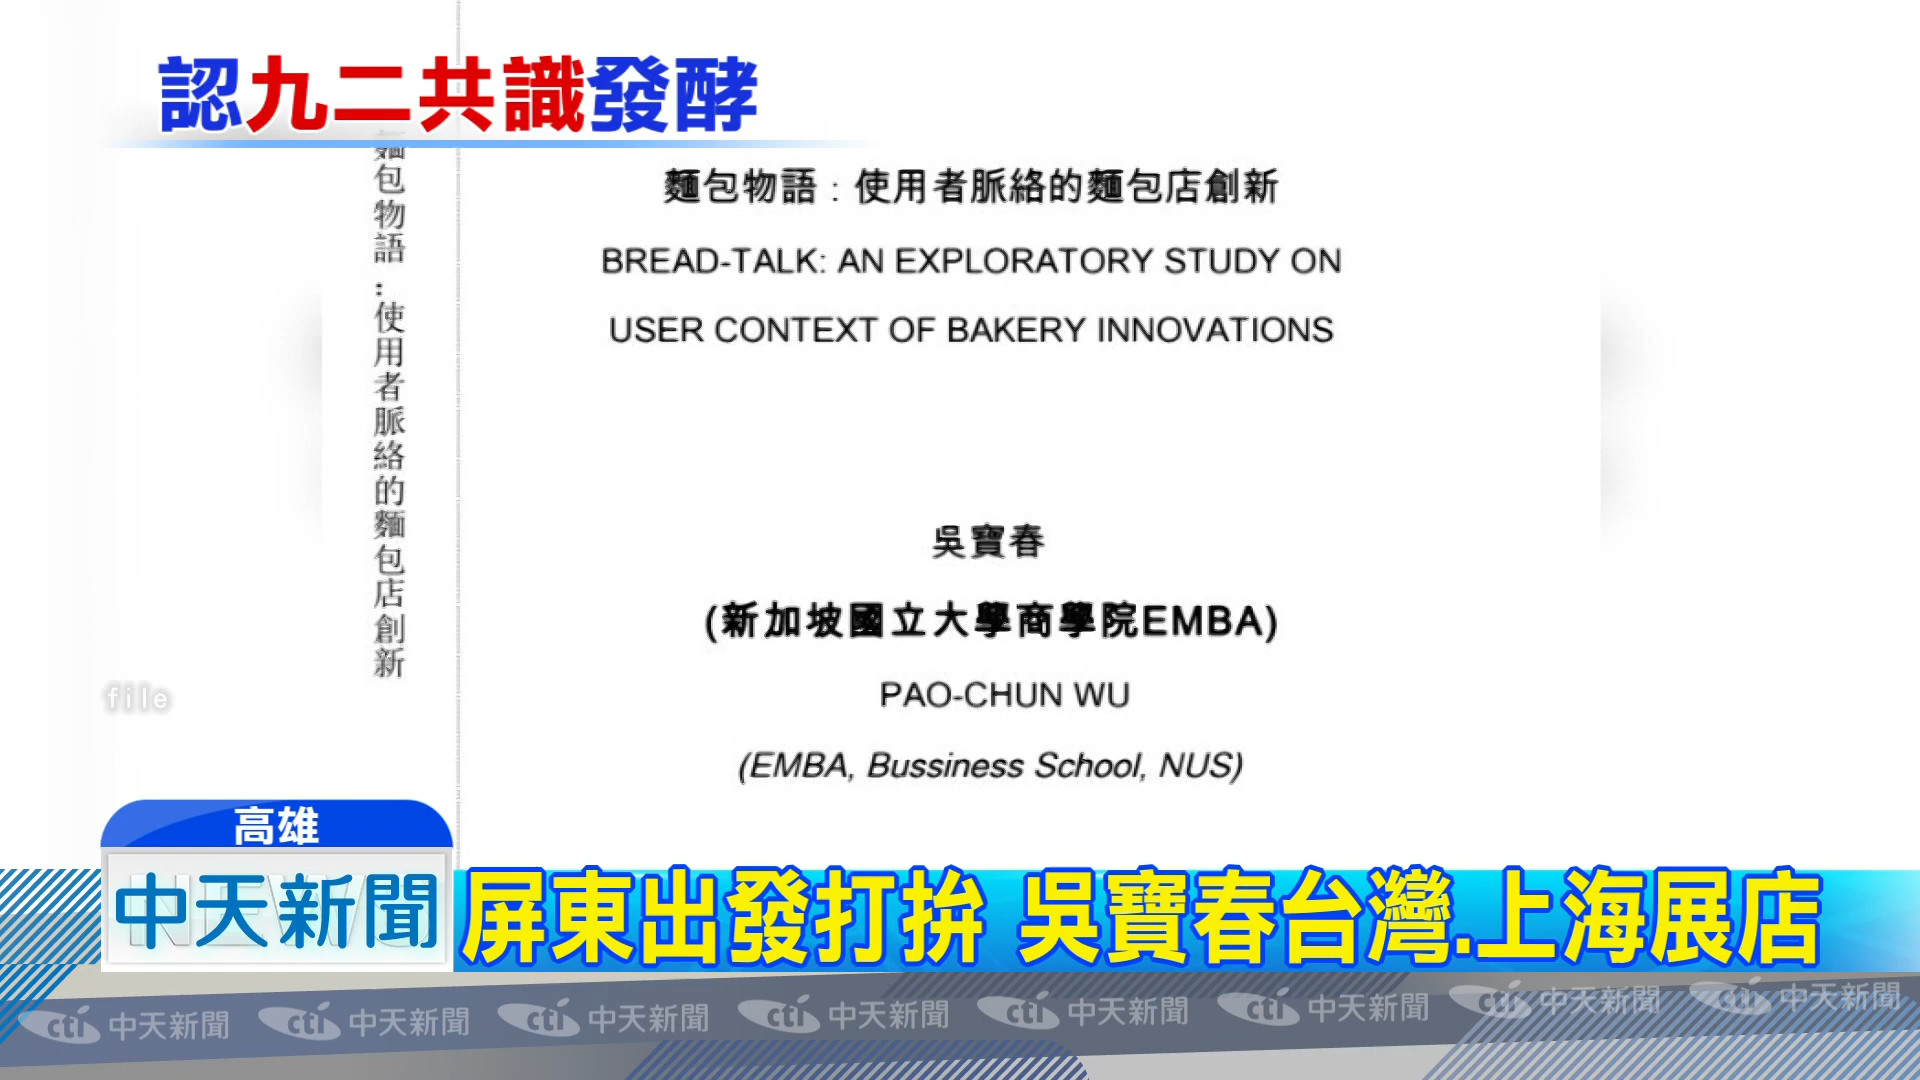 認九二共識發酵
麵包物語：使用者脈絡的麵包店創新
麵包物語：使用者脈絡的麵包店創新
BREAD-TALK: AN EXPLORATORY STUDY ON
USER CONTEXT OF BAKERY INNOVATIONS
吳寶春
(新加坡國立大學商學院EMBA)
PAO-CHUN WU
(EMBA, Bussiness School, NUS)
file
高雄
NEWS
中天新聞
屏東出發打拚 吳寶春台灣.上海展店
cti 中天新聞 cti 中天新聞 cti 中天新聞 cti 中天新聞 cti 中天新聞 cti 中天新聞 cti 中天新聞 cti 中天新聞